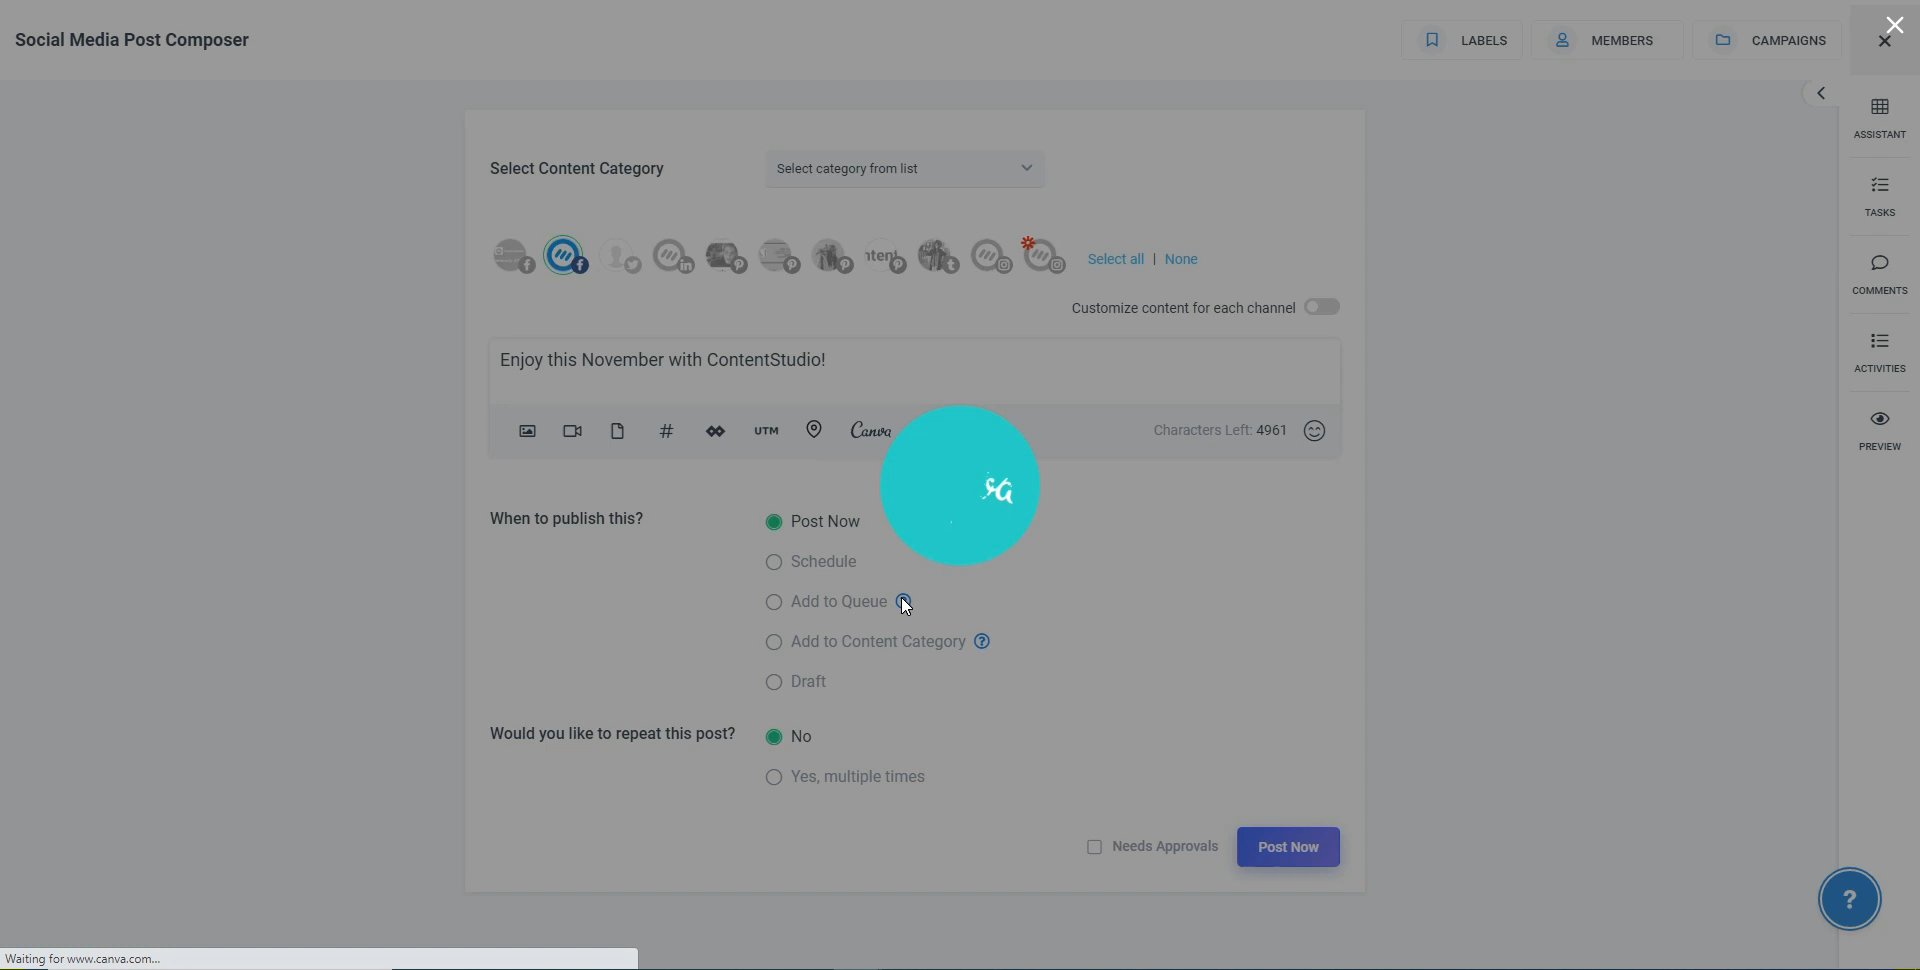 Social Media Post Composer
LABELS
MEMBERS
CAMPAIGNS
ASSISTANT
Select Content Category
Select category from list
TASKS
Select all | None
COMMENTS
Customize content for each channel
Enjoy this November with ContentStudio!
ACTIVITIES
#
UTM
Canva
Characters Left: 4961
PREVIEW
When to publish this?
Post Now
Schedule
Add to Queue
Add to Content Category ?
Draft
Would you like to repeat this post?
No
Yes, multiple times
Needs Approvals
Post Now
?
Waiting for www.canva.com...